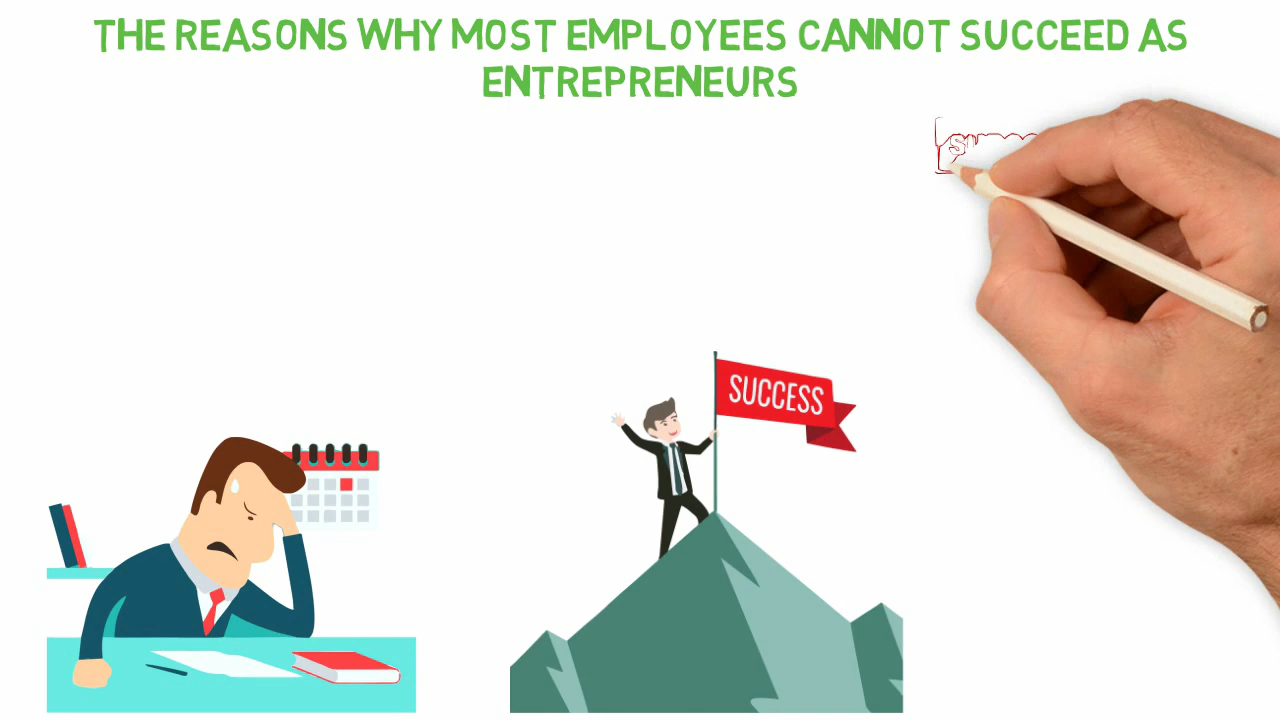 THE REASONS WHY MOST EMPLOYEES CANNOT SUCCEED AS
ENTREPRENEURS
SUCCESS